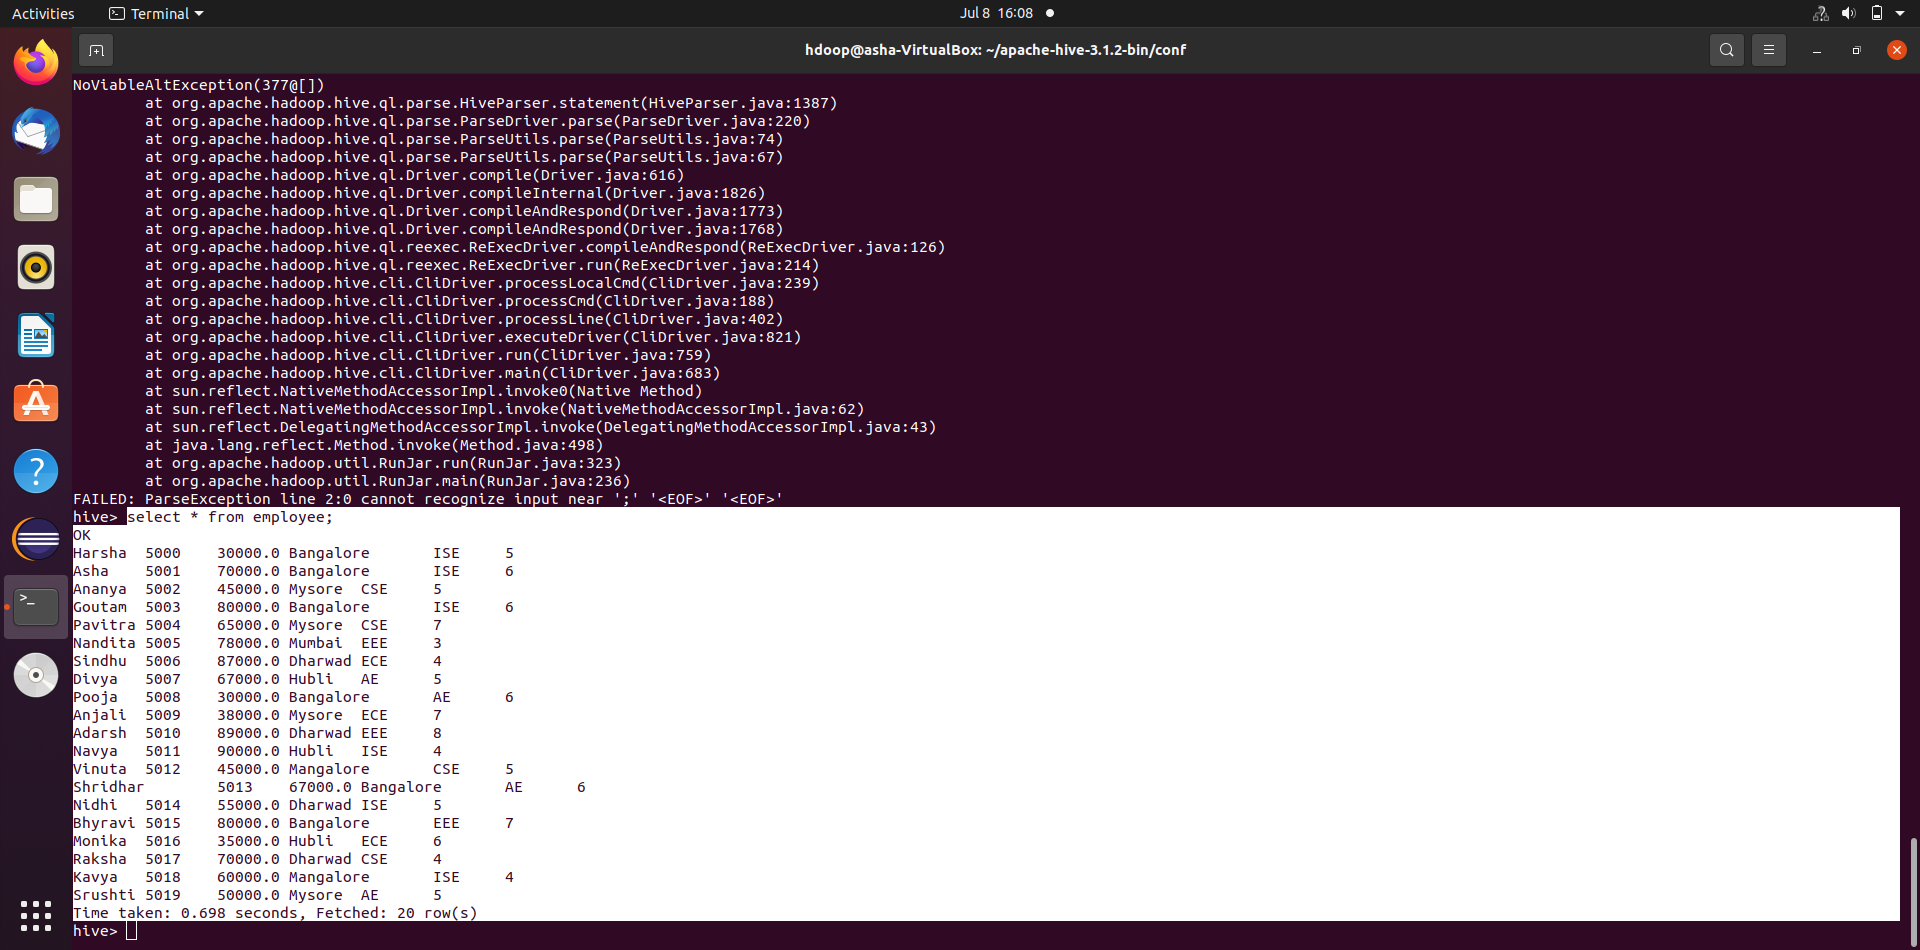 Activities Terminal Jul 8 16:08
hdoop@asha-VirtualBox: ~/apache-hive-3.1.2-bin/conf
NoViableAltException(377@[])
at org.apache.hadoop.hive.ql.parse.HiveParser.statement(HiveParser.java:1387)
at org.apache.hadoop.hive.ql.parse.ParseDriver.parse(ParseDriver.java:220)
at org.apache.hadoop.hive.ql.parse.ParseUtils.parse(ParseUtils.java:74)
at org.apache.hadoop.hive.ql.parse.ParseUtils.parse(ParseUtils.java:67)
at org.apache.hadoop.hive.ql.Driver.compile(Driver.java:616)
at org.apache.hadoop.hive.ql.Driver.compileInternal(Driver.java:1826)
at org.apache.hadoop.hive.ql.Driver.compileAndRespond(Driver.java:1773)
at org.apache.hadoop.hive.ql.Driver.compileAndRespond(Driver.java:1768)
at org.apache.hadoop.hive.ql.reexec.ReExecDriver.compileAndRespond(ReExecDriver.java:126)
at org.apache.hadoop.hive.ql.reexec.ReExecDriver.run(ReExecDriver.java:214)
at org.apache.hadoop.hive.cli.CliDriver.processLocalCmd(CliDriver.java:239)
at org.apache.hadoop.hive.cli.CliDriver.processCmd(CliDriver.java:188)
at org.apache.hadoop.hive.cli.CliDriver.processLine(CliDriver.java:402)
at org.apache.hadoop.hive.cli.CliDriver.executeDriver(CliDriver.java:821)
at org.apache.hadoop.hive.cli.CliDriver.run(CliDriver.java:759)
at org.apache.hadoop.hive.cli.CliDriver.main(CliDriver.java:683)
at sun.reflect.NativeMethodAccessorImpl.invoke0(Native Method)
at sun.reflect.NativeMethodAccessorImpl.invoke(NativeMethodAccessorImpl.java:62)
at sun.reflect.DelegatingMethodAccessorImpl.invoke(DelegatingMethodAccessorImpl.java:43)
at java.lang.reflect.Method.invoke(Method.java:498)
at org.apache.hadoop.util.RunJar.run(RunJar.java:323)
at org.apache.hadoop.util.RunJar.main(RunJar.java:236)
FAILED: ParseException line 2:0 cannot recognize input near ';' '<EOF>' '<EOF>'
hive> select * from employee;
OK
Harsha 5000 30000.0 Bangalore ISE 5
Asha 5001 70000.0 Bangalore ISE 6
Ananya 5002 45000.0 Mysore CSE 5
Goutam 5003 80000.0 Bangalore ISE 6
Pavitra 5004 65000.0 Mysore CSE 7
Nandita 5005 78000.0 Mumbai EEE 3
Sindhu 5006 87000.0 Dharwad ECE 4
Divya 5007 67000.0 Hubli AE 5
Pooja 5008 30000.0 Bangalore AE 6
Anjali 5009 38000.0 Mysore ECE 7
Adarsh 5010 89000.0 Dharwad EEE 8
Navya 5011 90000.0 Hubli ISE 4
Vinuta 5012 45000.0 Mangalore CSE 5
Shridhar 5013 67000.0 Bangalore AE 6
Nidhi 5014 55000.0 Dharwad ISE 5
Bhyravi 5015 80000.0 Bangalore EEE 7
Monika 5016 35000.0 Hubli ECE 6
Raksha 5017 70000.0 Dharwad CSE 4
Kavya 5018 60000.0 Mangalore ISE 4
Srushti 5019 50000.0 Mysore AE 5
Time taken: 0.698 seconds, Fetched: 20 row(s)
hive>